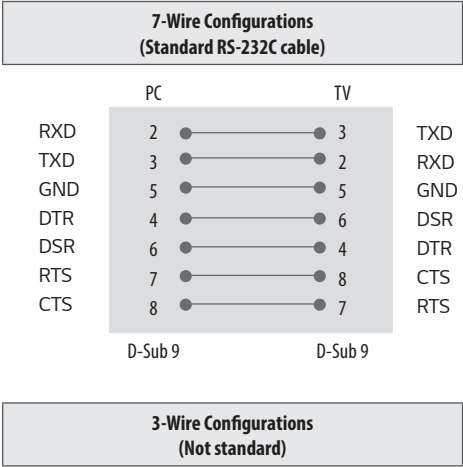 7-Wire Configurations
(Standard RS-232C cable)
PC TV
RXD 2 3 TXD
TXD 3 2 RXD
GND 5 5 GND
DTR 4 6 DSR
DSR 6 4 DTR
RTS 7 8 CTS
CTS 8 7 RTS
D-Sub 9 D-Sub 9
3-Wire Configurations
(Not standard)